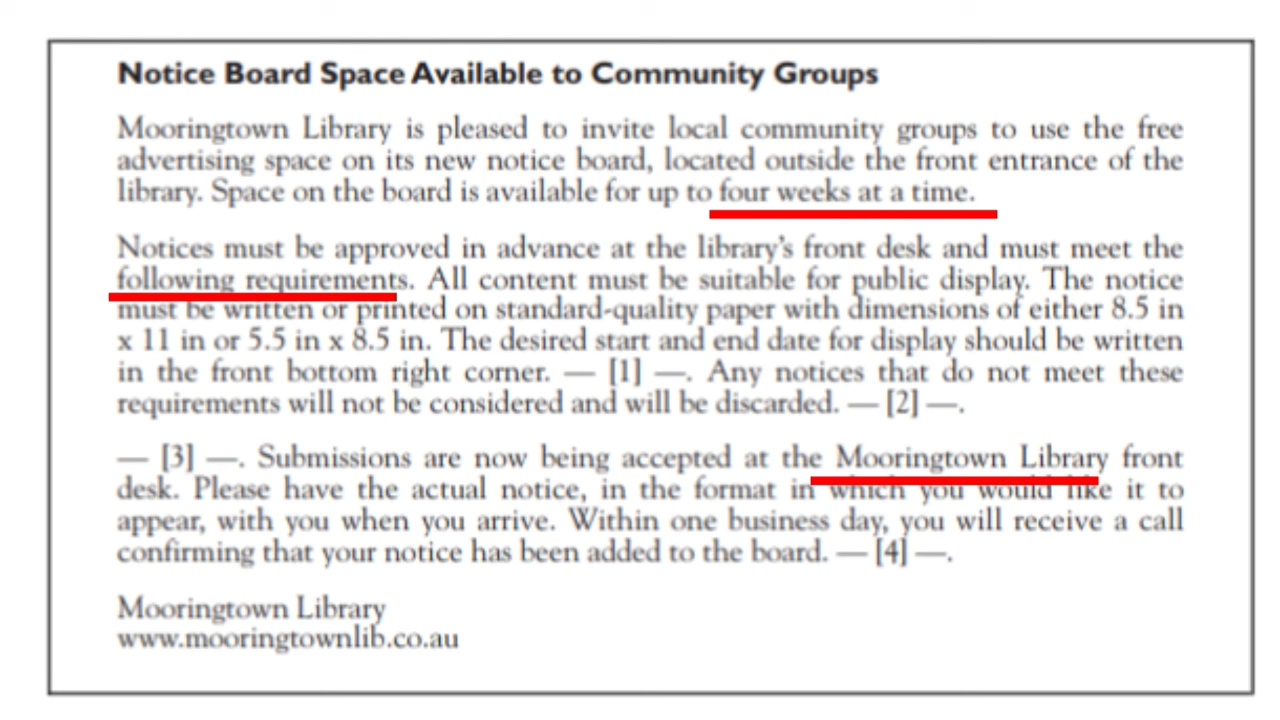 Notice Board Space Available to Community Groups
Mooringtown Library is pleased to invite local community groups to use the free
advertising space on its new notice board, located outside the front entrance of the
library. Space on the board is available for up to four weeks at a time.
Notices must be approved in advance at the library's front desk and must meet the
following requirements. All content must be suitable for public display. The notice
must be written or printed on standard-quality paper with dimensions of either 8.5 in
x 11 in or 5.5 in x 8.5 in. The desired start and end date for display should be written
in the front bottom right corner. — [1] —. Any notices that do not meet these
requirements will not be considered and will be discarded. — [2] —.
— [3] —. Submissions are now being accepted at the Mooringtown Library front
desk. Please have the actual notice, in the format in which you would like it to
appear, with you when you arrive. Within one business day, you will receive a call
confirming that your notice has been added to the board. — [4] —.
Mooringtown Library
www.mooringtownlib.co.au